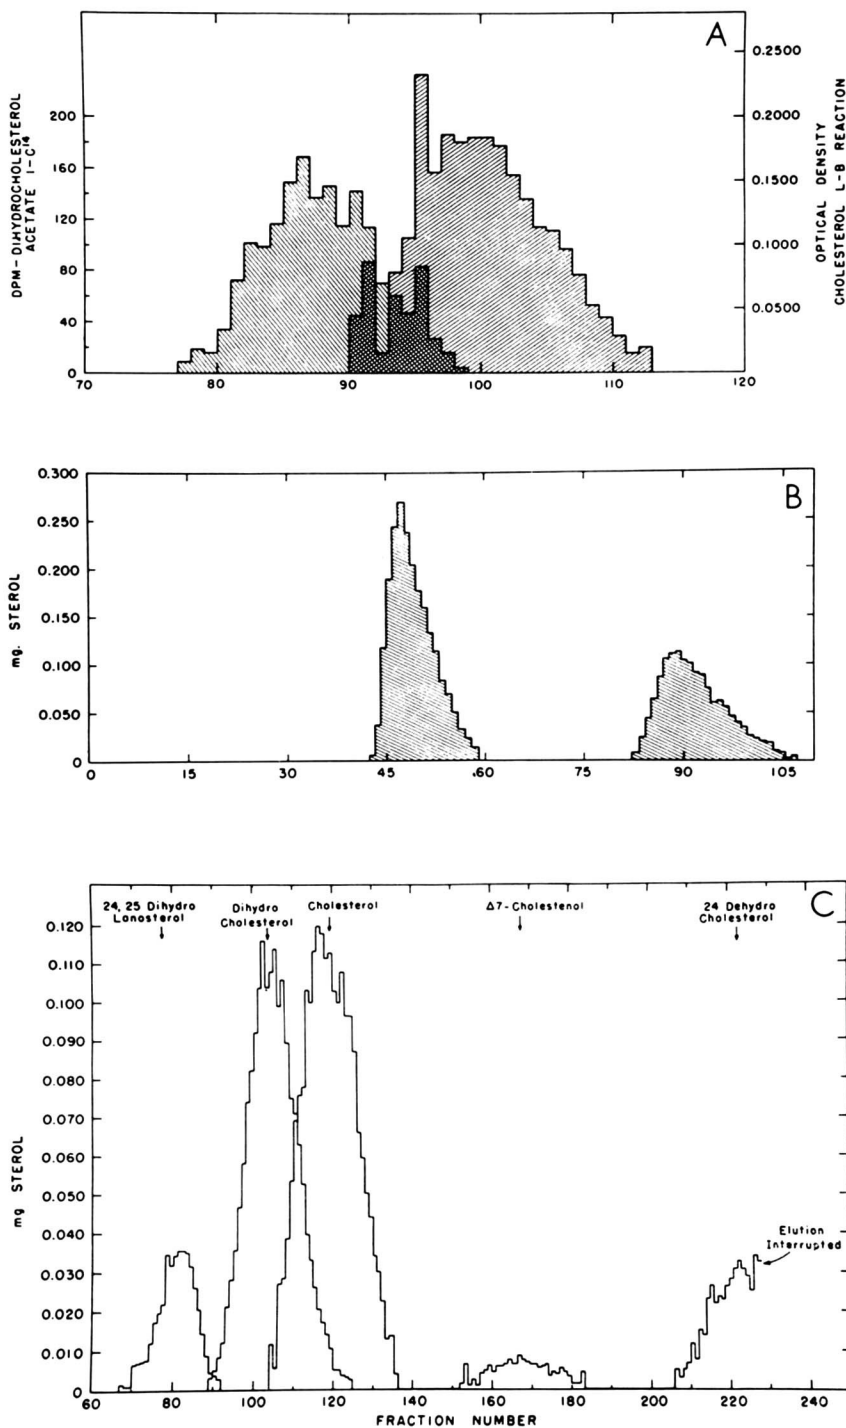 A
DPM-DIHYDROCHOLESTEROL
ACETATE 1-C14
200
160
120
80
40
0
0.2500
0.2000
0.1500
0.1000
0.0500
OPTICAL DENSITY
CHOLESTEROL L-B REACTION
70 80 90 100 110 120
B
mg. STEROL
0.300
0.250
0.200
0.150
0.100
0.050
0
0 15 30 45 60 75 90 105
C
24, 25 Dihydro
Lanosterol
Dihydro
Cholesterol
Cholesterol
Δ7-Cholestenol
24 Dehydro
Cholesterol
Elution
Interrupted
mg STEROL
0.120
0.110
0.100
0.090
0.080
0.070
0.060
0.050
0.040
0.030
0.020
0.010
0
60 80 100 120 140 160 180 200 220 240
FRACTION NUMBER